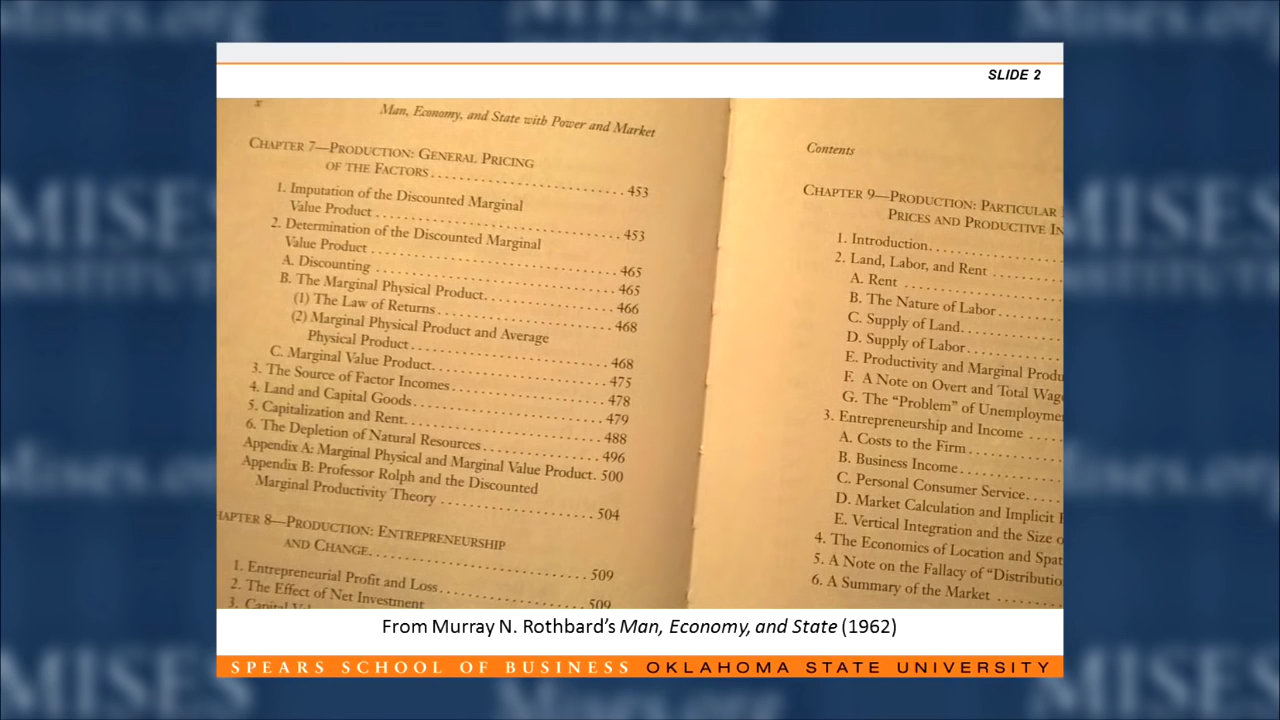 SLIDE 2
x
Man, Economy, and State with Power and Market
CHAPTER 7—PRODUCTION: GENERAL PRICING
OF THE FACTORS . . . . . . . . . . . . . . . . . . . . . . . . . . . . 453
1. Imputation of the Discounted Marginal
Value Product . . . . . . . . . . . . . . . . . . . . . . . . . . . . . . . 453
2. Determination of the Discounted Marginal
Value Product . . . . . . . . . . . . . . . . . . . . . . . . . . . . . . . 465
A. Discounting . . . . . . . . . . . . . . . . . . . . . . . . . . . . . . . 465
B. The Marginal Physical Product. . . . . . . . . . . . . . . . . 466
(1) The Law of Returns . . . . . . . . . . . . . . . . . . . . . . . 468
(2) Marginal Physical Product and Average
Physical Product . . . . . . . . . . . . . . . . . . . . . . . . . . . 468
C. Marginal Value Product. . . . . . . . . . . . . . . . . . . . . . 475
3. The Source of Factor Incomes . . . . . . . . . . . . . . . . . . . 478
4. Land and Capital Goods . . . . . . . . . . . . . . . . . . . . . . . 479
5. Capitalization and Rent. . . . . . . . . . . . . . . . . . . . . . . . 488
6. The Depletion of Natural Resources . . . . . . . . . . . . . . 496
Appendix A: Marginal Physical and Marginal Value Product. 500
Appendix B: Professor Rolph and the Discounted
Marginal Productivity Theory . . . . . . . . . . . . . . . . . . . 504
HAPTER 8—PRODUCTION: ENTREPRENEURSHIP
AND CHANGE. . . . . . . . . . . . . . . . . . . . . . . . . . . . . 509
1. Entrepreneurial Profit and Loss . . . . . . . . . . . . . . . . . 509
2. The Effect of Net Investment
3. Capital
Contents
CHAPTER 9—PRODUCTION: PARTICULAR
PRICES AND PRODUCTIVE IN
1. Introduction. . . . . . . . . . . .
2. Land, Labor, and Rent . . . . . . .
A. Rent . . . . . . . . . . . . . . . .
B. The Nature of Labor . . . . . . .
C. Supply of Land. . . . . . . . . .
D. Supply of Labor. . . . . . . . . .
E. Productivity and Marginal Produ
F. A Note on Overt and Total Wag
G. The “Problem” of Unemployme
3. Entrepreneurship and Income . . . .
A. Costs to the Firm . . . . . . . . .
B. Business Income . . . . . . . . . .
C. Personal Consumer Service. . . . .
D. Market Calculation and Implicit
E. Vertical Integration and the Size o
4. The Economics of Location and Spat
5. A Note on the Fallacy of “Distributio
6. A Summary of the Market . . . . . . .
From Murray N. Rothbard’s Man, Economy, and State (1962)
SPEARS SCHOOL OF BUSINESS OKLAHOMA STATE UNIVERSITY
Mises.org
MISES
INSTITUTE